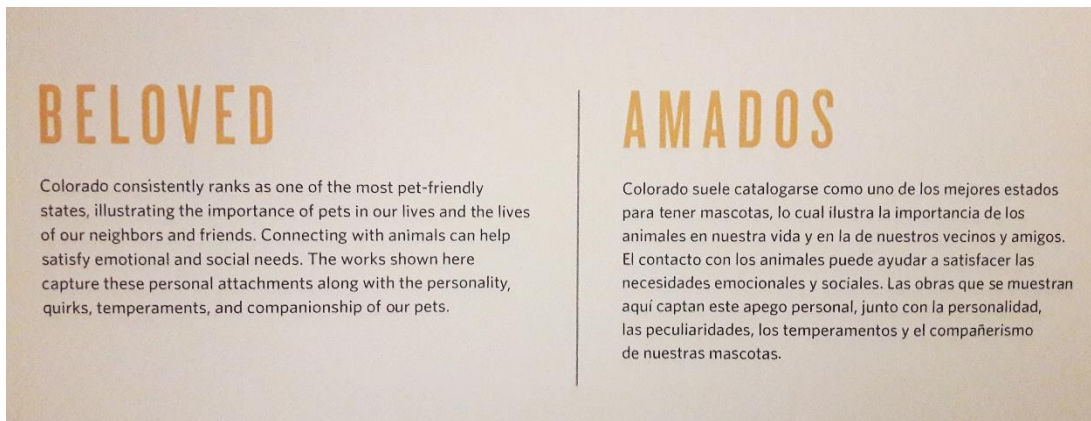 BELOVED
Colorado consistently ranks as one of the most pet-friendly
states, illustrating the importance of pets in our lives and the lives
of our neighbors and friends. Connecting with animals can help
satisfy emotional and social needs. The works shown here
capture these personal attachments along with the personality,
quirks, temperaments, and companionship of our pets.
AMADOS
Colorado suele catalogarse como uno de los mejores estados
para tener mascotas, lo cual ilustra la importancia de los
animales en nuestra vida y en la de nuestros vecinos y amigos.
El contacto con los animales puede ayudar a satisfacer las
necesidades emocionales y sociales. Las obras que se muestran
aquí captan este apego personal, junto con la personalidad,
las peculiaridades, los temperamentos y el compañerismo
de nuestras mascotas.